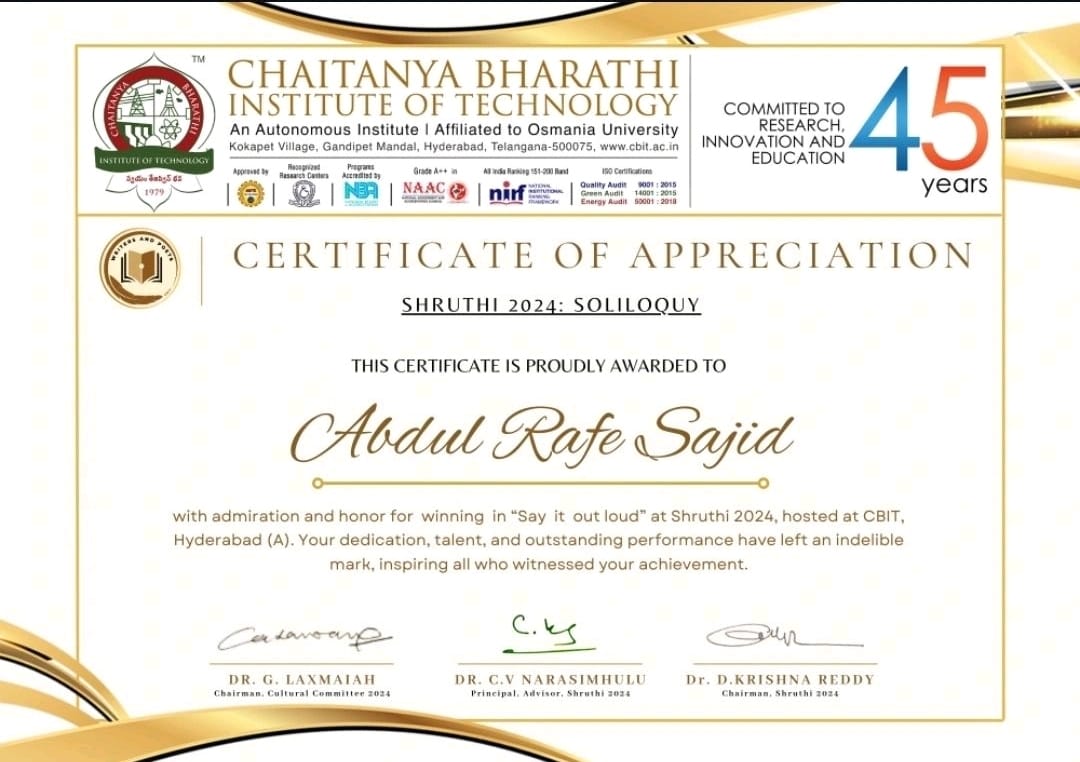 TM
CHAITANYA BHARATHI
INSTITUTE OF TECHNOLOGY
స్వయం తేజస్విన్ భవ
1979
CHAITANYA BHARATHI
INSTITUTE OF TECHNOLOGY
An Autonomous Institute | Affiliated to Osmania University
Kokapet Village, Gandipet Mandal, Hyderabad, Telangana-500075, www.cbit.ac.in
Approved by
Recognized
Research Centers
Programs
Accredited by
NBA
Grade A++ in
NAAC
All India Ranking 151-200 Band
nirf
NATIONAL
INSTITUTIONAL
RANKING
FRAMEWORK
ISO Certifications
Quality Audit 9001 : 2015
Green Audit 14001 : 2015
Energy Audit 50001 : 2018
COMMITTED TO
RESEARCH,
INNOVATION AND
EDUCATION
45
years
WRITERS AND POETS
CERTIFICATE OF APPRECIATION
SHRUTHI 2024: SOLILOQUY
THIS CERTIFICATE IS PROUDLY AWARDED TO
Abdul Rafe Sajid
with admiration and honor for winning in “Say it out loud” at Shruthi 2024, hosted at CBIT,
Hyderabad (A). Your dedication, talent, and outstanding performance have left an indelible
mark, inspiring all who witnessed your achievement.
DR. G. LAXMAIAH
Chairman, Cultural Committee 2024
DR. C.V NARASIMHULU
Principal, Advisor, Shruthi 2024
Dr. D.KRISHNA REDDY
Chairman, Shruthi 2024